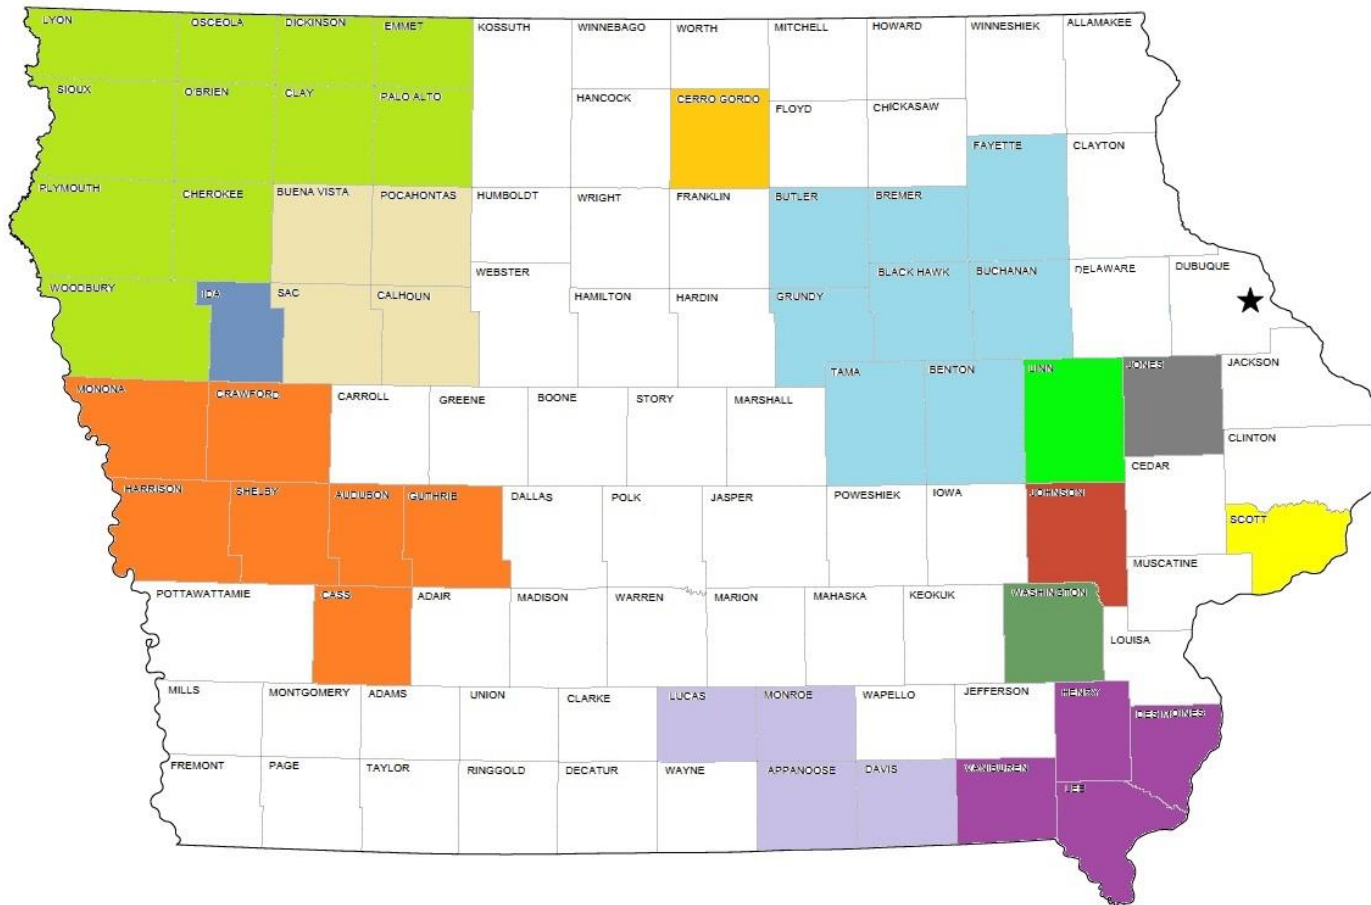 LYON
OSCEOLA
DICKINSON
EMMET
KOSSUTH
WINNEBAGO
WORTH
MITCHELL
HOWARD
WINNESHIEK
ALLAMAKEE
SIOUX
O'BRIEN
CLAY
PALO ALTO
HANCOCK
CERRO GORDO
FLOYD
CHICKASAW
FAYETTE
CLAYTON
PLYMOUTH
CHEROKEE
BUENA VISTA
POCAHONTAS
HUMBOLDT
WRIGHT
FRANKLIN
BUTLER
BREMER
WOODBURY
IDA
SAC
CALHOUN
WEBSTER
HAMILTON
HARDIN
GRUNDY
BLACK HAWK
BUCHANAN
DELAWARE
DUBUQUE
MONONA
CRAWFORD
CARROLL
GREENE
BOONE
STORY
MARSHALL
TAMA
BENTON
LINN
JONES
JACKSON
CLINTON
HARRISON
SHELBY
AUDUBON
GUTHRIE
DALLAS
POLK
JASPER
POWESHIEK
IOWA
JOHNSON
CEDAR
SCOTT
MUSCATINE
POTTAWATTAMIE
CASS
ADAIR
MADISON
WARREN
MARION
MAHASKA
KEOKUK
WASHINGTON
LOUISA
MILLS
MONTGOMERY
ADAMS
UNION
CLARKE
LUCAS
MONROE
WAPELLO
JEFFERSON
HENRY
DES MOINES
FREMONT
PAGE
TAYLOR
RINGGOLD
DECATUR
WAYNE
APPANOOSE
DAVIS
VAN BUREN
LEE